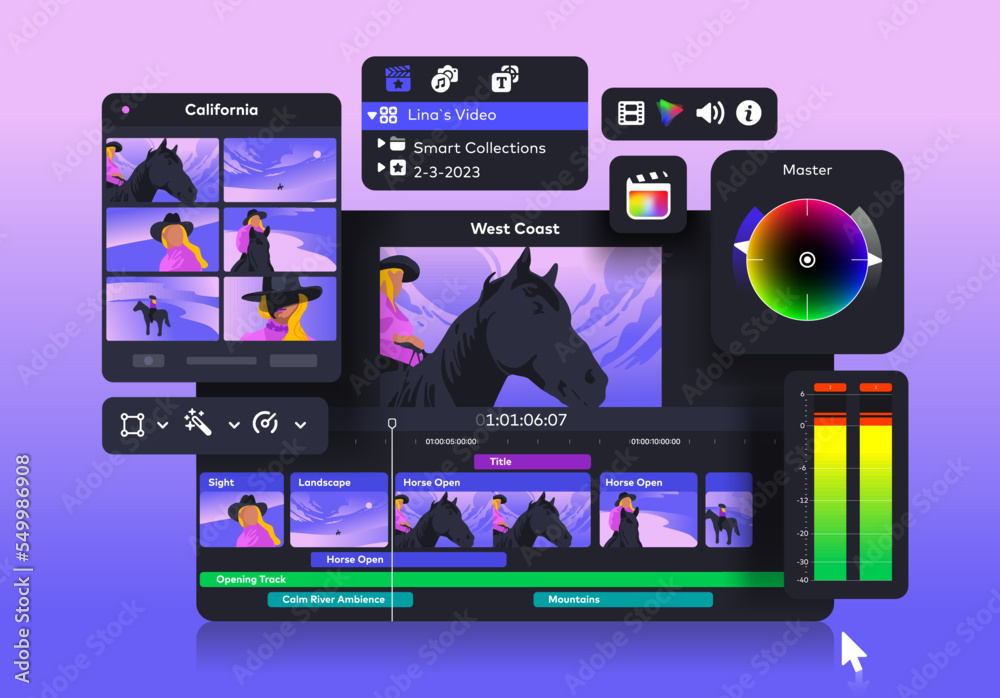 California
T
Lina`s Video
Smart Collections
2-3-2023
i
Master
West Coast
01:01:06:07
01:00:05:00:00
01:00:10:00:00
Title
Sight
Landscape
Horse Open
Horse Open
Horse Open
Opening Track
Calm River Ambience
Mountains
6
0
-6
-12
-20
-30
-40
Adobe Stock | #549986908
Adobe Stock